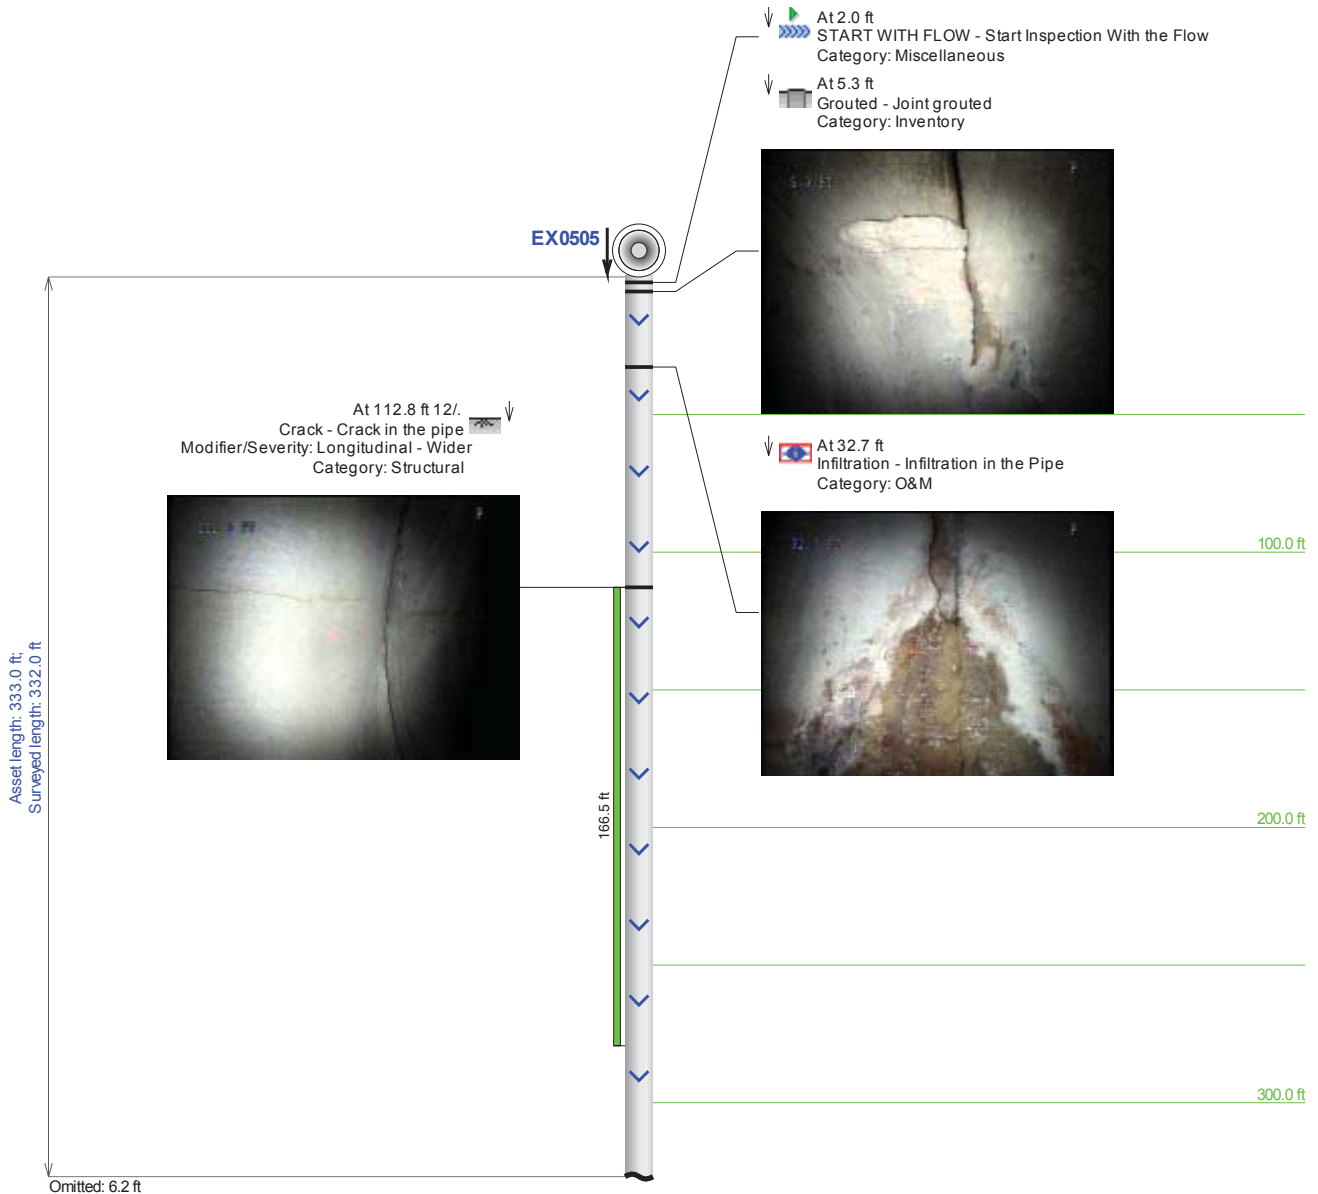 At 2.0 ft
START WITH FLOW - Start Inspection With the Flow
Category: Miscellaneous
At 5.3 ft
Grouted - Joint grouted
Category: Inventory
EX0505
At 112.8 ft 12/.
Crack - Crack in the pipe
Modifier/Severity: Longitudinal - Wider
Category: Structural
At 32.7 ft
Infiltration - Infiltration in the Pipe
Category: O&M
100.0 ft
Asset length: 333.0 ft;
Surveyed length: 332.0 ft
166.5 ft
200.0 ft
300.0 ft
Omitted: 6.2 ft